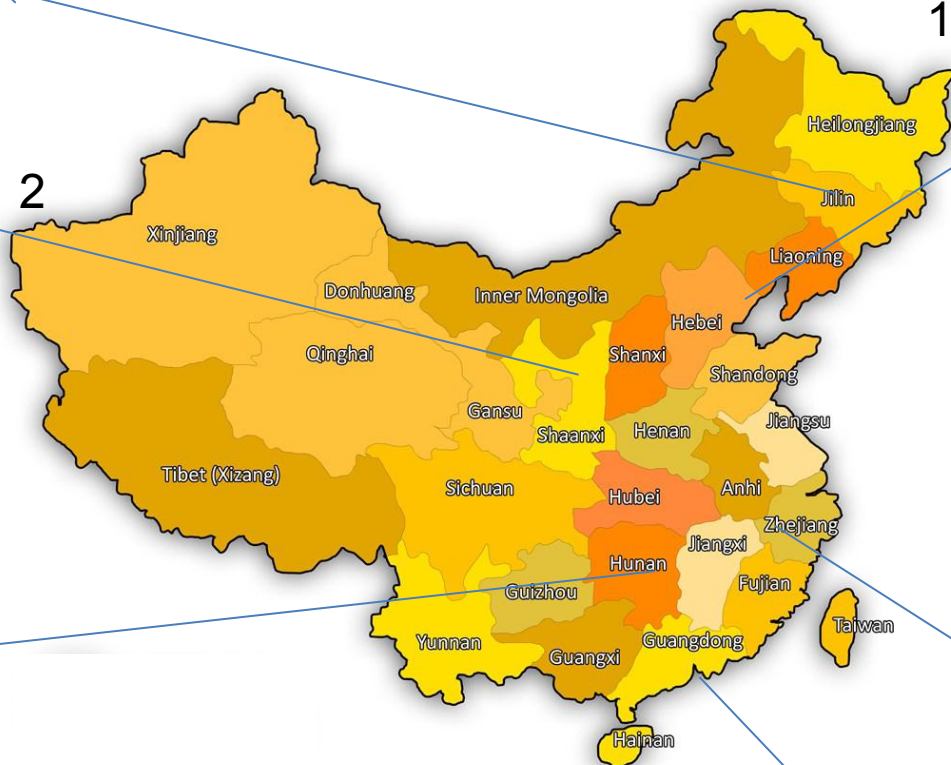 1
Heilongjiang
2
Jilin
Xinjiang
Liaoning
Donhuang
Inner Mongolia
Hebei
Qinghai
Shanxi
Shandong
Gansu
Jiangsu
Shaanxi
Henan
Tibet (Xizang)
Sichuan
Anhi
Hubei
Zhejiang
Jiangxi
Hunan
Fujian
Guizhou
Taiwan
Yunnan
Guangdong
Guangxi
Hainan